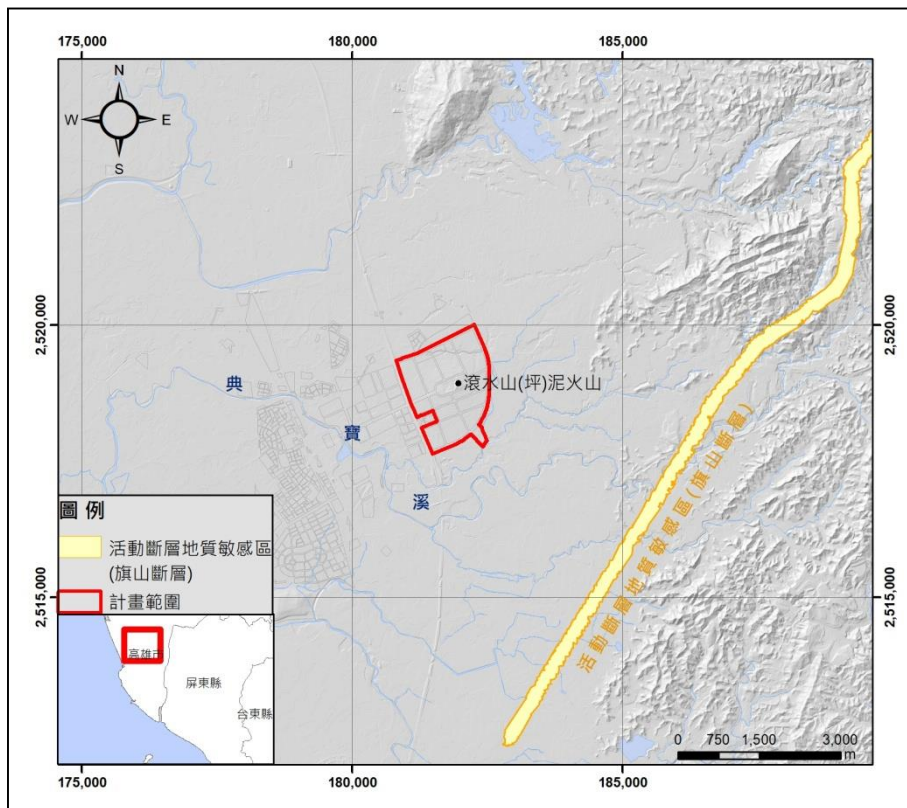 175,000 180,000 185,000
N
W E
S
2,520,000 2,520,000
滾水山(坪)泥火山
典
寶
溪
活動斷層地質敏感區(旗山斷層)
圖例
活動斷層地質敏感區
(旗山斷層)
計畫範圍
2,515,000
高雄市
屏東縣
台東縣
0 750 1,500 3,000
m
175,000 180,000 185,000